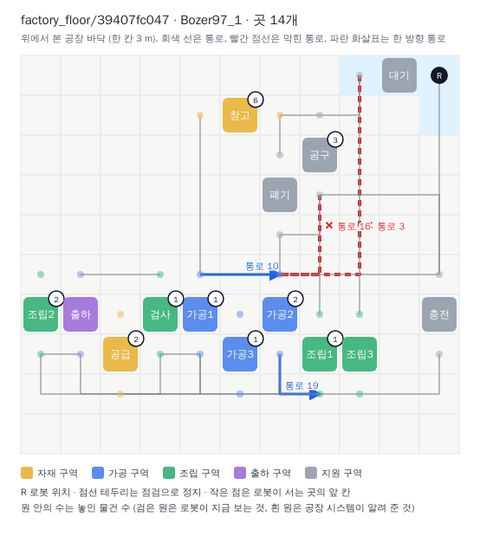 factory_floor/39407fc047 · Bozer97_1 · 곳 14개
위에서 본 공장 바닥 (한 칸 3 m). 회색 선은 통로, 빨간 점선은 막힌 통로, 파란 화살표는 한 방향 통로
대기
R
6
창고
3
공구
폐기
✕ 통로 16
통로 3
통로 10
2
1
1
2
조립2
출하
검사
가공1
가공2
충전
2
1
1
공급
가공3
조립1
조립3
통로 19
자재 구역
가공 구역
조립 구역
출하 구역
지원 구역
R 로봇 위치 · 점선 테두리는 점검으로 정지 · 작은 점은 로봇이 서는 곳의 앞 칸
원 안의 수는 놓인 물건 수 (검은 원은 로봇이 지금 보는 것, 흰 원은 공장 시스템이 알려 준 것)